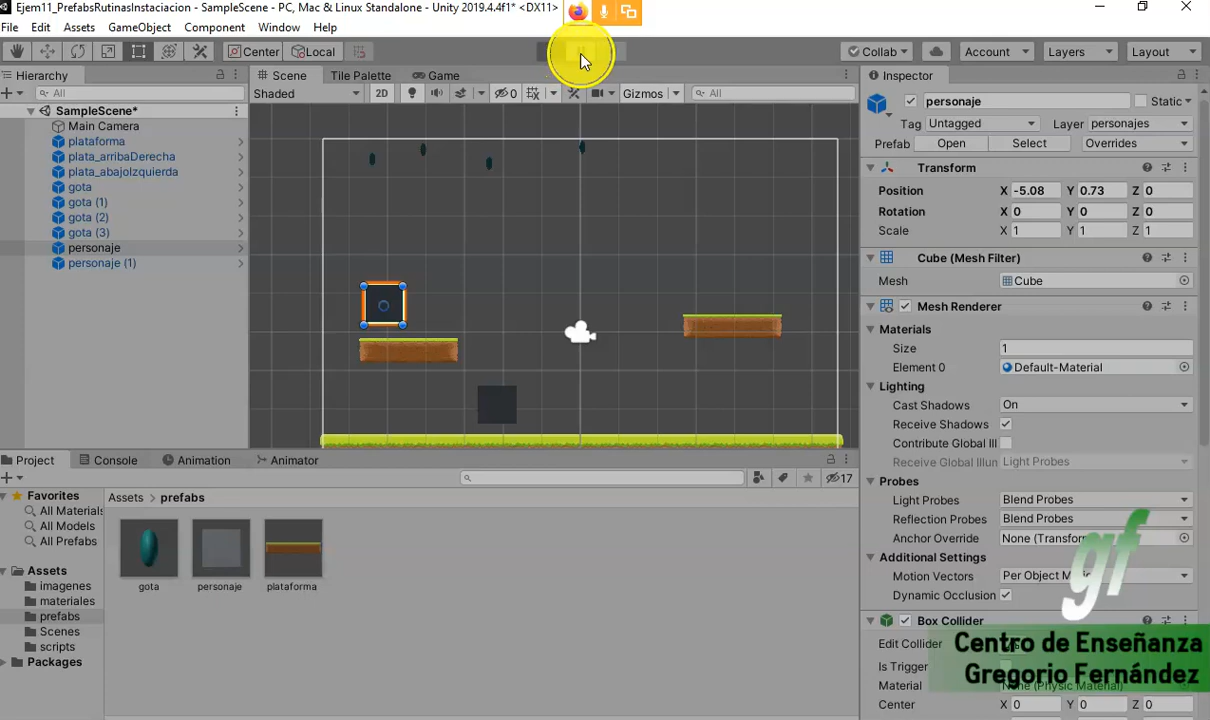 Ejem11_PrefabsRutinasInstaciacion - SampleScene - PC, Mac & Linux Standalone - Unity 2019.4.4f1* <DX11>
File Edit Assets GameObject Component Window Help
Center Local Collab Account Layers Layout
Hierarchy Scene Tile Palette Game Inspector
All Shaded 2D 0 Gizmos All personaje Static
SampleScene*
Tag Untagged Layer personajes
Main Camera
Prefab Open Select Overrides
plataforma
plata_arribaDerecha
Transform
plata_abajoIzquierda
gota
Position X -5.08 Y 0.73 Z 0
gota (1)
Rotation X 0 Y 0 Z 0
gota (2)
gota (3)
Scale X 1 Y 1 Z 1
personaje
personaje (1)
Cube (Mesh Filter)
Mesh Cube
Mesh Renderer
Materials
Size 1
Element 0 Default-Material
Lighting
Cast Shadows On
Receive Shadows
Contribute Global Ill
Receive Global Illun Light Probes
Probes
Light Probes Blend Probes
Reflection Probes Blend Probes
Anchor Override None (Transform
Additional Settings
Motion Vectors Per Object
Dynamic Occlusion
Box Collider
Edit Collider
Is Trigger
Material None (Physic Material)
Center X 0 Y 0 Z 0
Project Console Animation Animator
17
Favorites
All Materials
All Models
All Prefabs
Assets
imagenes
materiales
prefabs
Scenes
scripts
Packages
Assets > prefabs
gota personaje plataforma
gf
Centro de Enseñanza
Gregorio Fernández